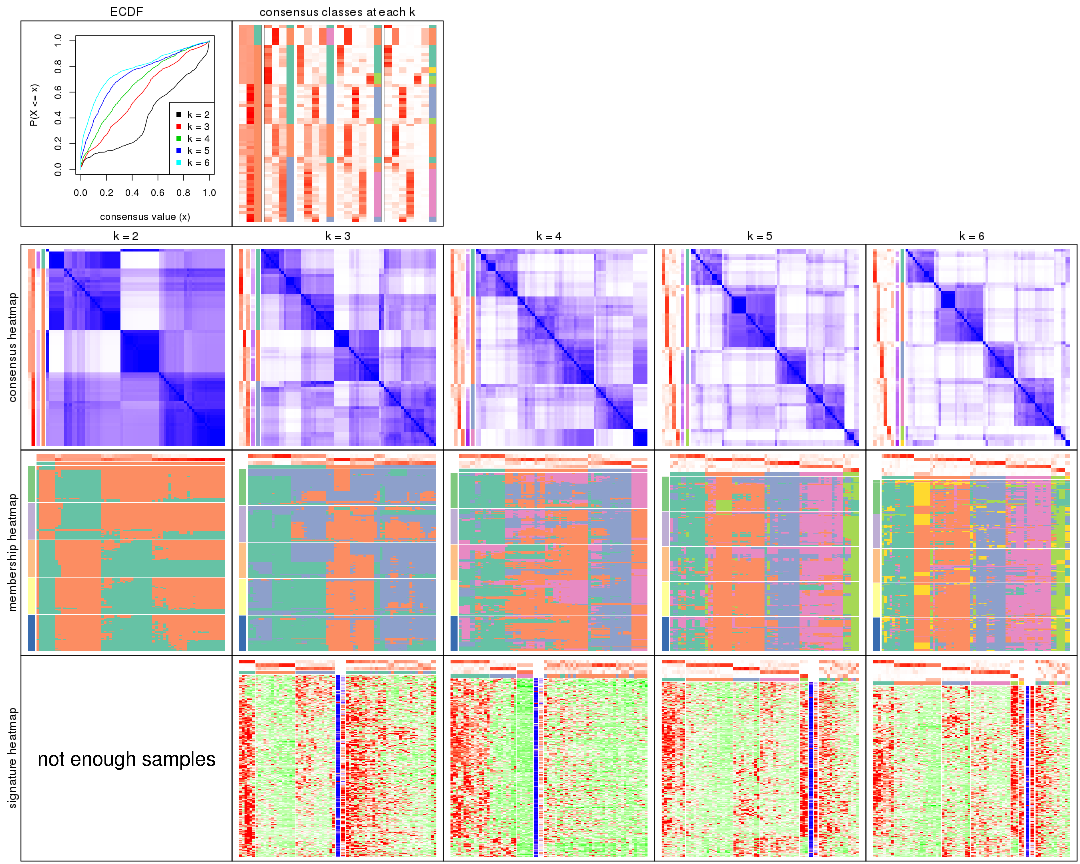 ECDF
consensus classes at each k
P(X <= x)
1.0
0.8
0.6
0.4
0.2
0.0
k = 2
k = 3
k = 4
k = 5
k = 6
0.0 0.2 0.4 0.6 0.8 1.0
consensus value (x)
k = 2
k = 3
k = 4
k = 5
k = 6
consensus heatmap
membership heatmap
signature heatmap
not enough samples